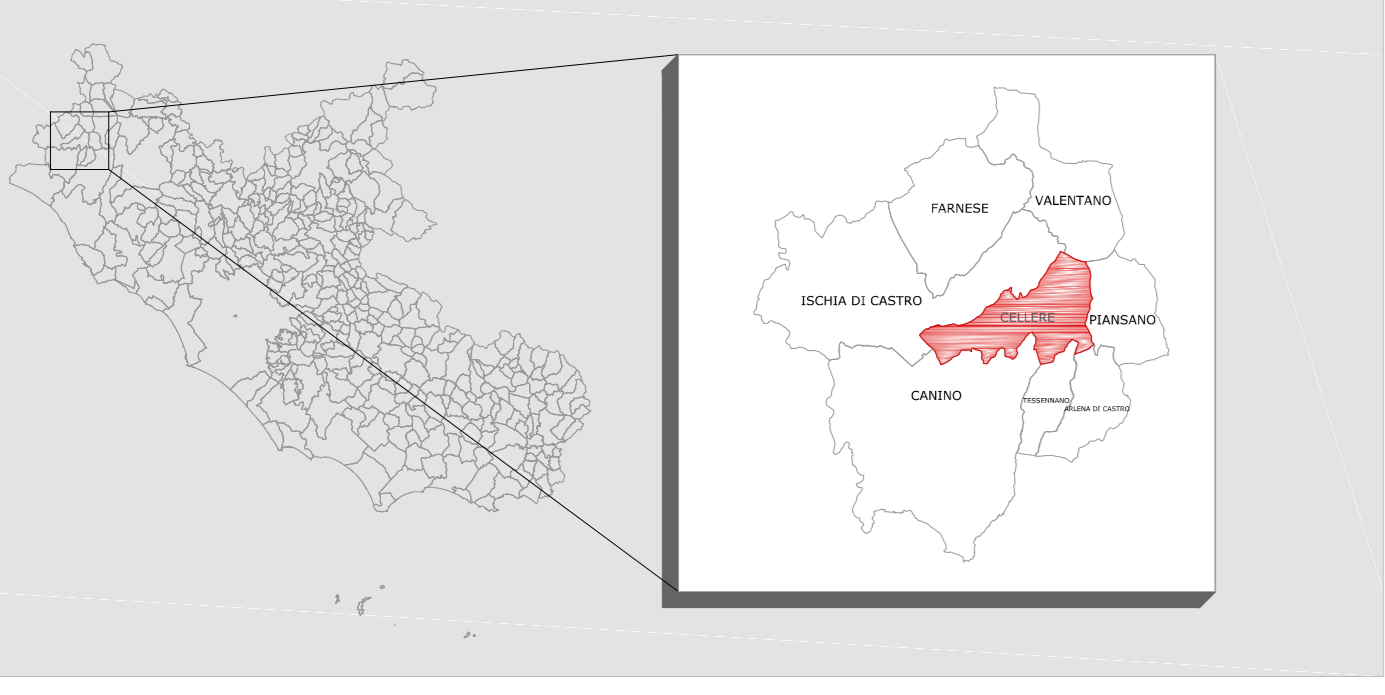 VALENTANO
FARNESE
ISCHIA DI CASTRO
CELLERE
PIANSANO
CANINO
TESSENNANO
ARLENA DI CASTRO